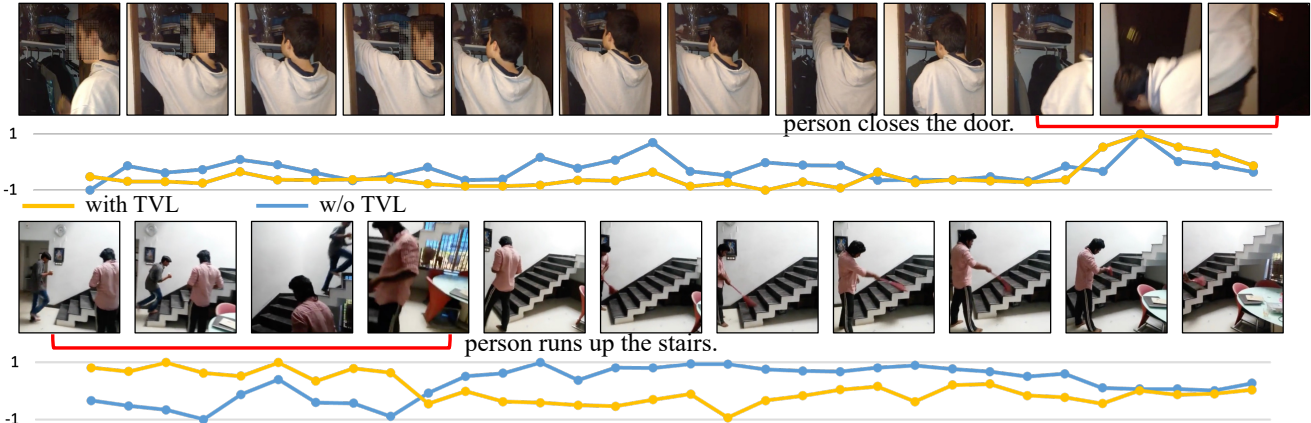 person closes the door.
1
-1
with TVL
w/o TVL
person runs up the stairs.
1
-1